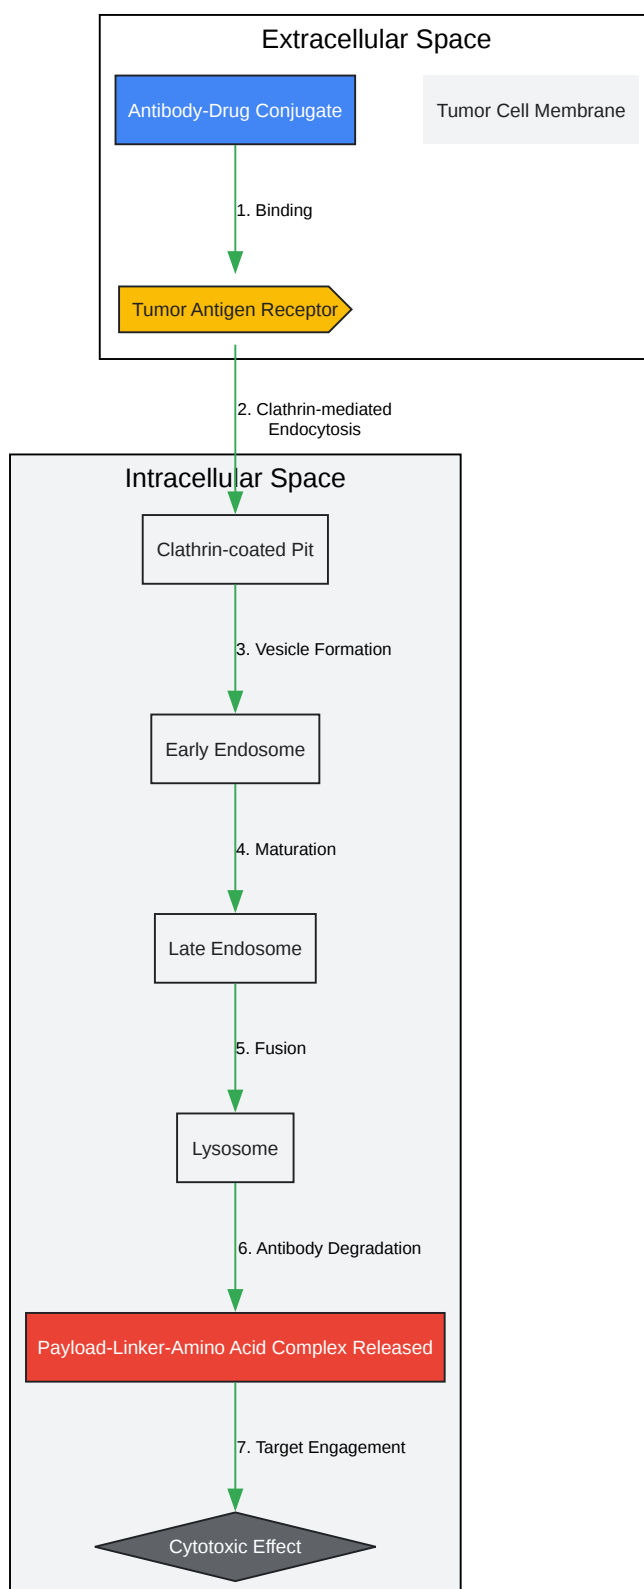 Extracellular Space
Antibody-Drug Conjugate
Tumor Cell Membrane
1. Binding
Tumor Antigen Receptor
2. Clathrin-mediated
Endocytosis
Intracellular Space
Clathrin-coated Pit
3. Vesicle Formation
Early Endosome
4. Maturation
Late Endosome
5. Fusion
Lysosome
6. Antibody Degradation
Payload-Linker-Amino Acid Complex Released
7. Target Engagement
Cytotoxic Effect